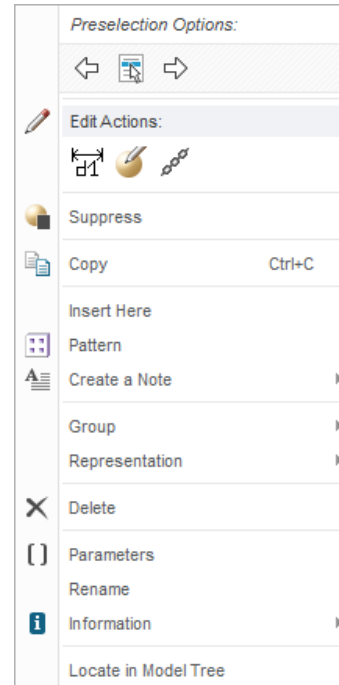 Preselection Options:
Edit Actions:
d1
Suppress
Copy Ctrl+C
Insert Here
Pattern
Create a Note
Group
Representation
Delete
Parameters
Rename
Information
Locate in Model Tree